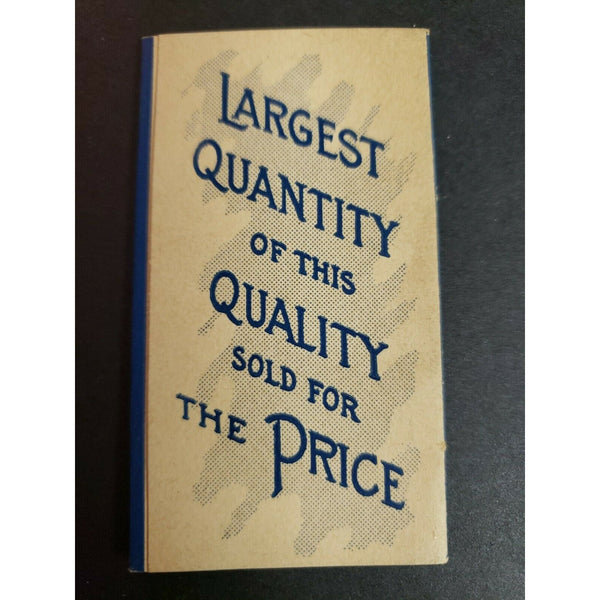 LARGEST
QUANTITY
OF THIS
QUALITY
SOLD FOR
THE PRICE